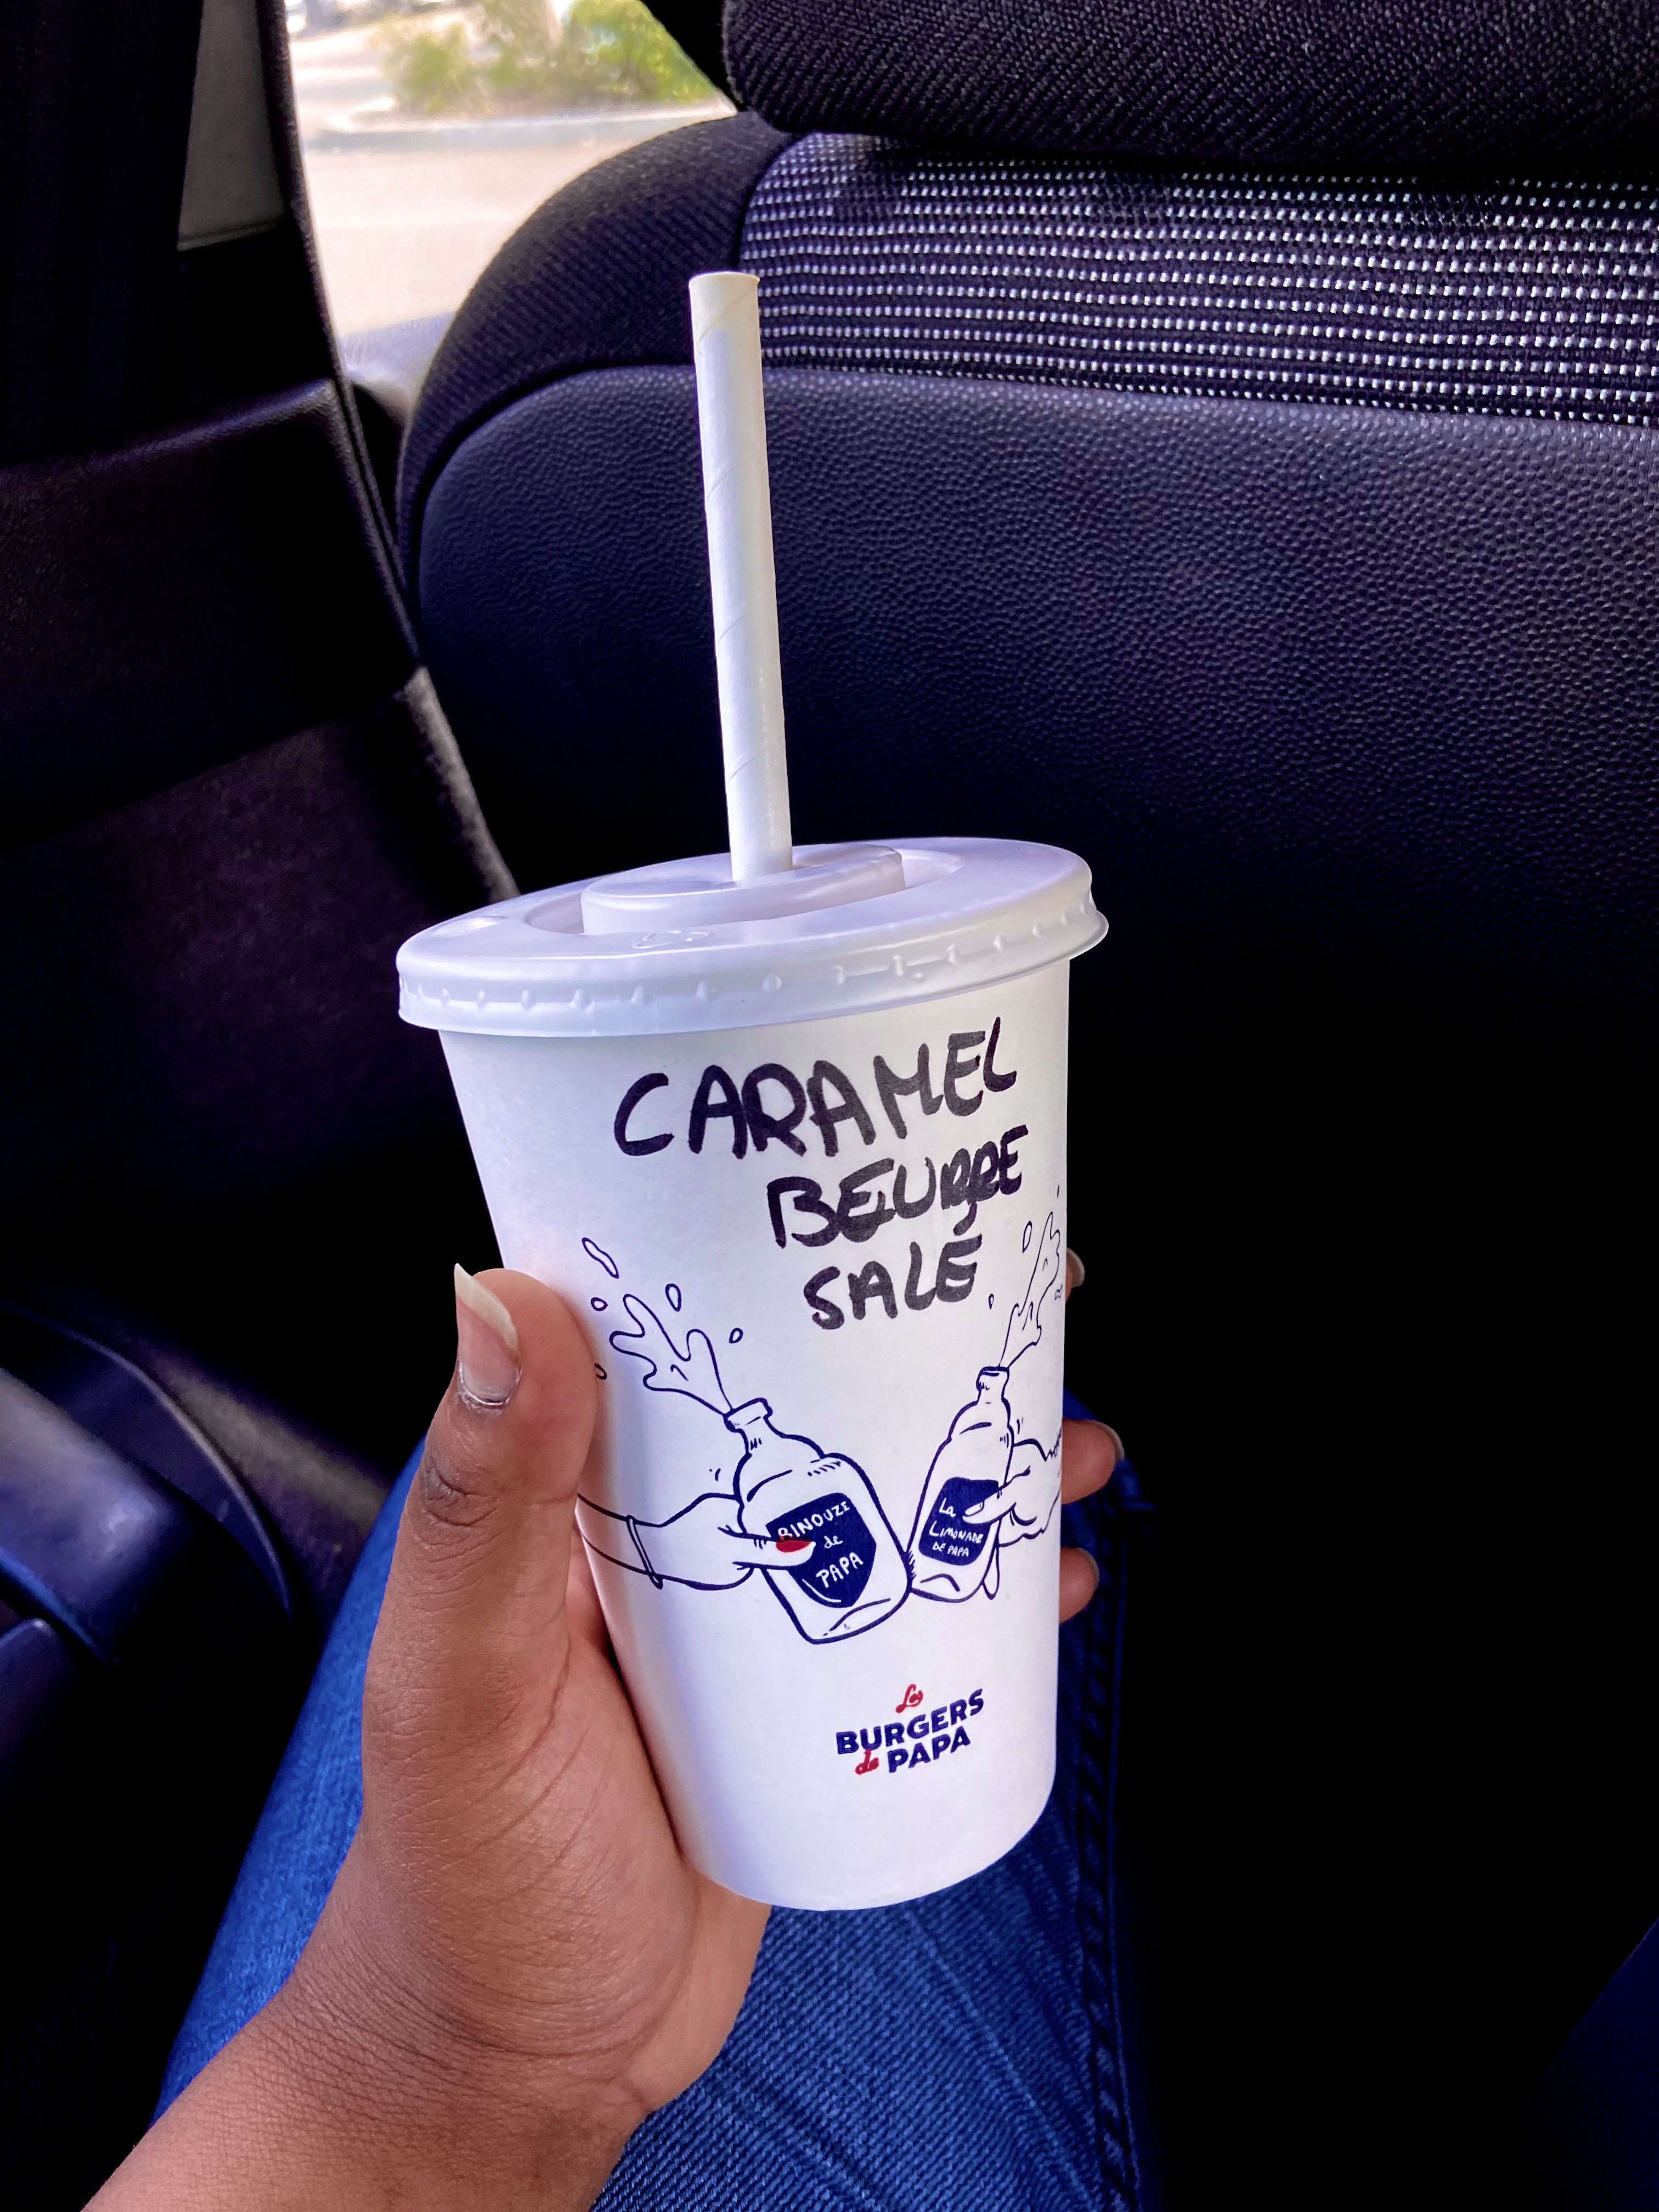 CARAMEL
BEURRE
SALÉ
BINOUZE
de
PAPA
La
LIMONADE
DE PAPA
Les
BURGERS
de PAPA